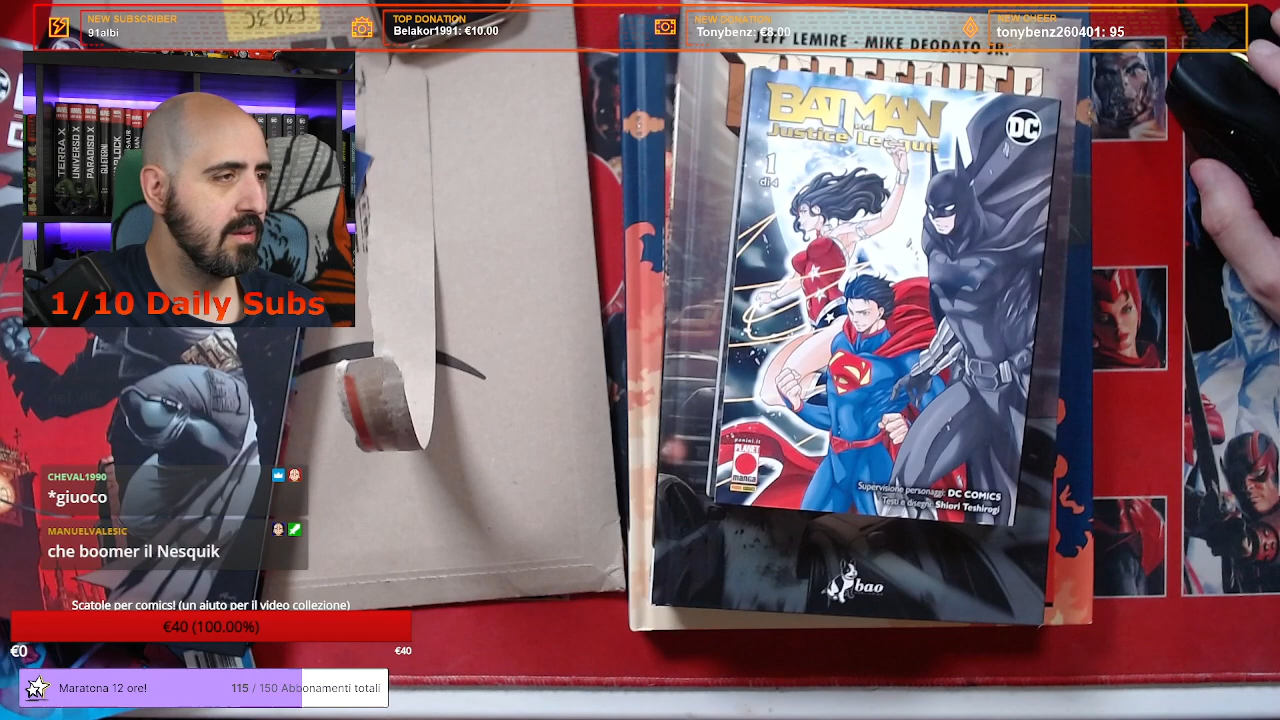 NEW SUBSCRIBER
91albi
TOP DONATION
Belakor1991: €10.00
NEW DONATION
Tonybenz: €8.00
NEW CHEER
tonybenz260401: 95
JEFF LEMIRE - MIKE DEODATO JR.
BATMAN
Justice League
1
di 4
DC
TERRA X
UNIVERSO X
PARADISO X
1/10 Daily Subs
panini.it
PLANET
manga
Supervisione personaggi: DC COMICS
Testi e disegni: Shiori Teshirogi
bao
CHEVAL1990
*giuoco
MANUELVALESIC
che boomer il Nesquik
Scatole per comics! (un aiuto per il video collezione)
€40 (100.00%)
€0
€40
Maratona 12 ore!
115 / 150 Abbonamenti totali